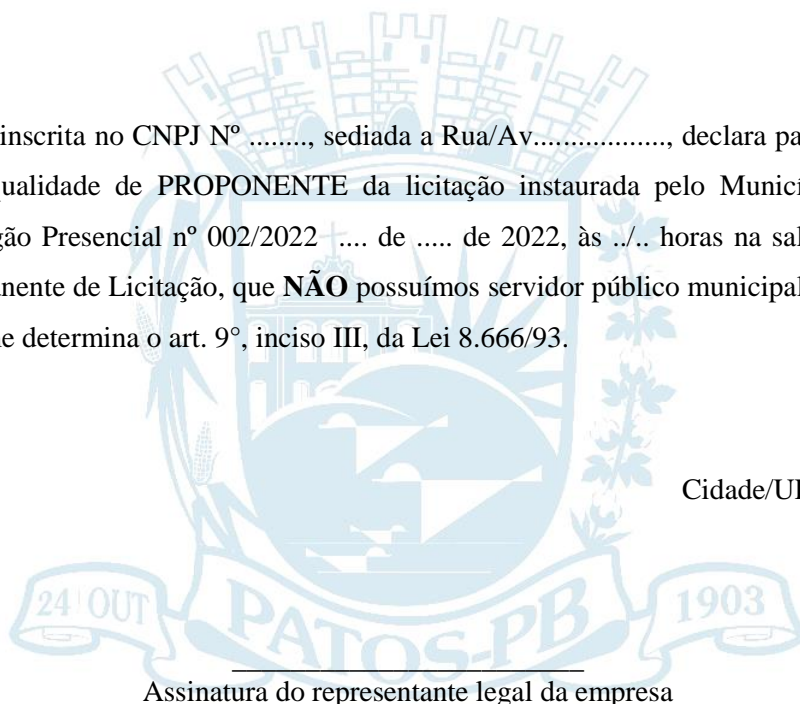 inscrita no CNPJ Nº ........, sediada a Rua/Av................., declara pa
qualidade de PROPONENTE da licitação instaurada pelo Municí
gão Presencial nº 002/2022 .... de ..... de 2022, às ../.. horas na sal
nente de Licitação, que NÃO possuímos servidor público municipal
e determina o art. 9°, inciso III, da Lei 8.666/93.
Cidade/U
24 OUT
PATOS-PB
1903
Assinatura do representante legal da empresa